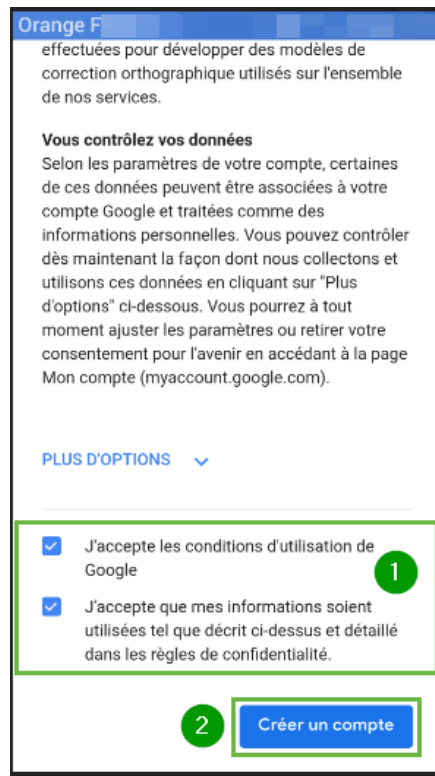 Orange F
effectuées pour développer des modèles de
correction orthographique utilisés sur l'ensemble
de nos services.
Vous contrôlez vos données
Selon les paramètres de votre compte, certaines
de ces données peuvent être associées à votre
compte Google et traitées comme des
informations personnelles. Vous pouvez contrôler
dès maintenant la façon dont nous collectons et
utilisons ces données en cliquant sur "Plus
d'options" ci-dessous. Vous pourrez à tout
moment ajuster les paramètres ou retirer votre
consentement pour l'avenir en accédant à la page
Mon compte (myaccount.google.com).
PLUS D'OPTIONS
J'accepte les conditions d'utilisation de
Google
1
J'accepte que mes informations soient
utilisées tel que décrit ci-dessus et détaillé
dans les règles de confidentialité.
2
Créer un compte